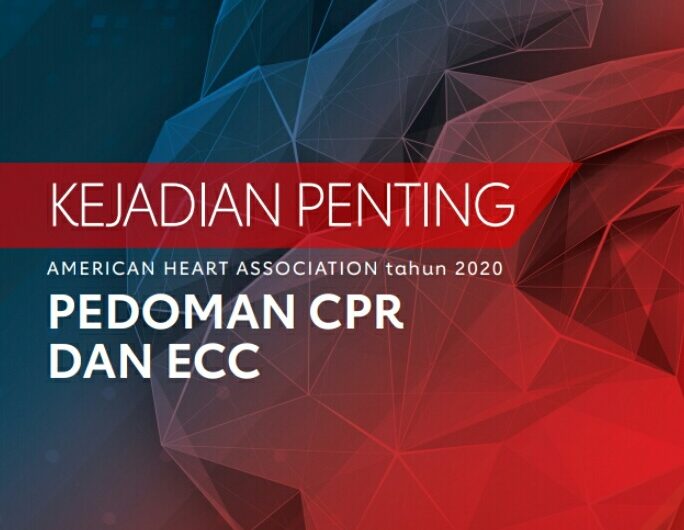 KEJADIAN PENTING
AMERICAN HEART ASSOCIATION tahun 2020
PEDOMAN CPR
DAN ECC